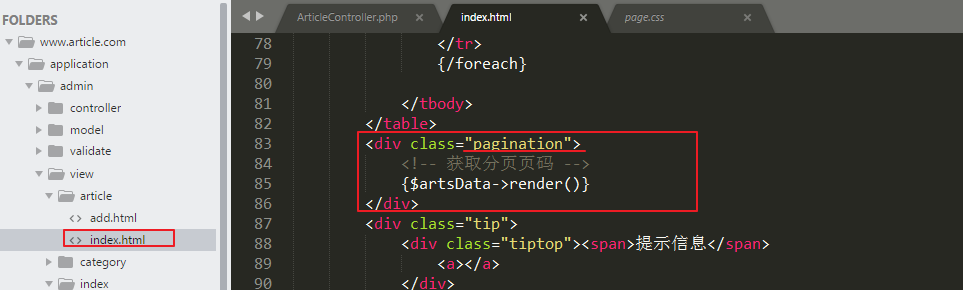 FOLDERS
www.article.com
application
admin
controller
model
validate
view
article
add.html
<> index.html
category
index
ArticleController.php ×
index.html ×
page.css ×
78 </tr>
79 {/foreach}
80
81 </tbody>
82 </table>
83 <div class="pagination">
84 <!-- 获取分页页码 -->
85 {$artsData->render()}
86 </div>
87 <div class="tip">
88 <div class="tiptop"><span>提示信息</span>
89 <a></a>
90 </div>